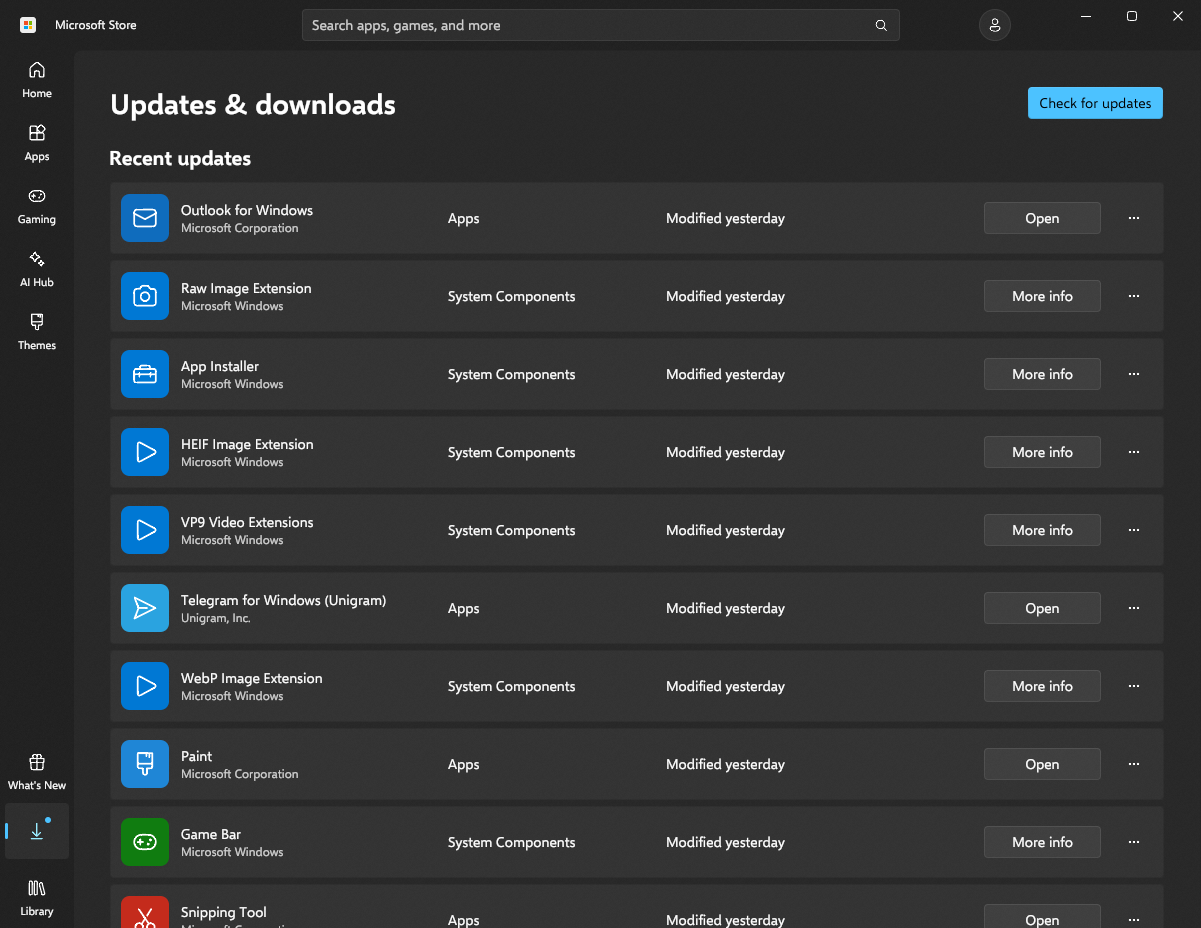 Microsoft Store
Search apps, games, and more
Home
Apps
Gaming
AI Hub
Themes
What's New
Library
Updates & downloads
Check for updates
Recent updates
Outlook for Windows
Microsoft Corporation
Apps
Modified yesterday
Open
Raw Image Extension
Microsoft Windows
System Components
Modified yesterday
More info
App Installer
Microsoft Windows
System Components
Modified yesterday
More info
HEIF Image Extension
Microsoft Windows
System Components
Modified yesterday
More info
VP9 Video Extensions
Microsoft Windows
System Components
Modified yesterday
More info
Telegram for Windows (Unigram)
Unigram, Inc.
Apps
Modified yesterday
Open
WebP Image Extension
Microsoft Windows
System Components
Modified yesterday
More info
Paint
Microsoft Corporation
Apps
Modified yesterday
Open
Game Bar
Microsoft Windows
System Components
Modified yesterday
More info
Snipping Tool
Apps
Modified yesterday
Open